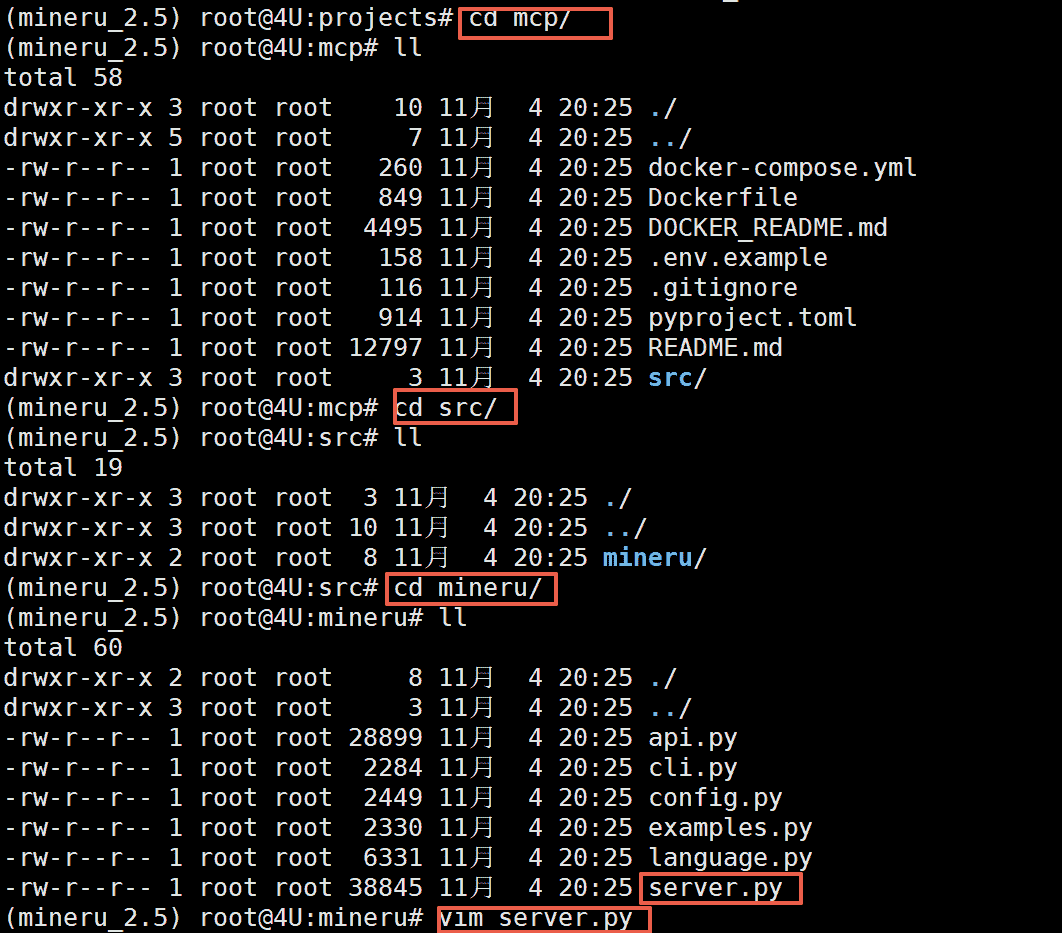 (mineru_2.5) root@4U:projects# cd mcp/
(mineru_2.5) root@4U:mcp# ll
total 58
drwxr-xr-x 3 root root    10 11月  4 20:25 ./
drwxr-xr-x 5 root root     7 11月  4 20:25 ../
-rw-r--r-- 1 root root   260 11月  4 20:25 docker-compose.yml
-rw-r--r-- 1 root root   849 11月  4 20:25 Dockerfile
-rw-r--r-- 1 root root  4495 11月  4 20:25 DOCKER_README.md
-rw-r--r-- 1 root root   158 11月  4 20:25 .env.example
-rw-r--r-- 1 root root   116 11月  4 20:25 .gitignore
-rw-r--r-- 1 root root   914 11月  4 20:25 pyproject.toml
-rw-r--r-- 1 root root 12797 11月  4 20:25 README.md
drwxr-xr-x 3 root root     3 11月  4 20:25 src/
(mineru_2.5) root@4U:mcp# cd src/
(mineru_2.5) root@4U:src# ll
total 19
drwxr-xr-x 3 root root  3 11月  4 20:25 ./
drwxr-xr-x 3 root root 10 11月  4 20:25 ../
drwxr-xr-x 2 root root  8 11月  4 20:25 mineru/
(mineru_2.5) root@4U:src# cd mineru/
(mineru_2.5) root@4U:mineru# ll
total 60
drwxr-xr-x 2 root root     8 11月  4 20:25 ./
drwxr-xr-x 3 root root     3 11月  4 20:25 ../
-rw-r--r-- 1 root root 28899 11月  4 20:25 api.py
-rw-r--r-- 1 root root  2284 11月  4 20:25 cli.py
-rw-r--r-- 1 root root  2449 11月  4 20:25 config.py
-rw-r--r-- 1 root root  2330 11月  4 20:25 examples.py
-rw-r--r-- 1 root root  6331 11月  4 20:25 language.py
-rw-r--r-- 1 root root 38845 11月  4 20:25 server.py
(mineru_2.5) root@4U:mineru# vim server.py